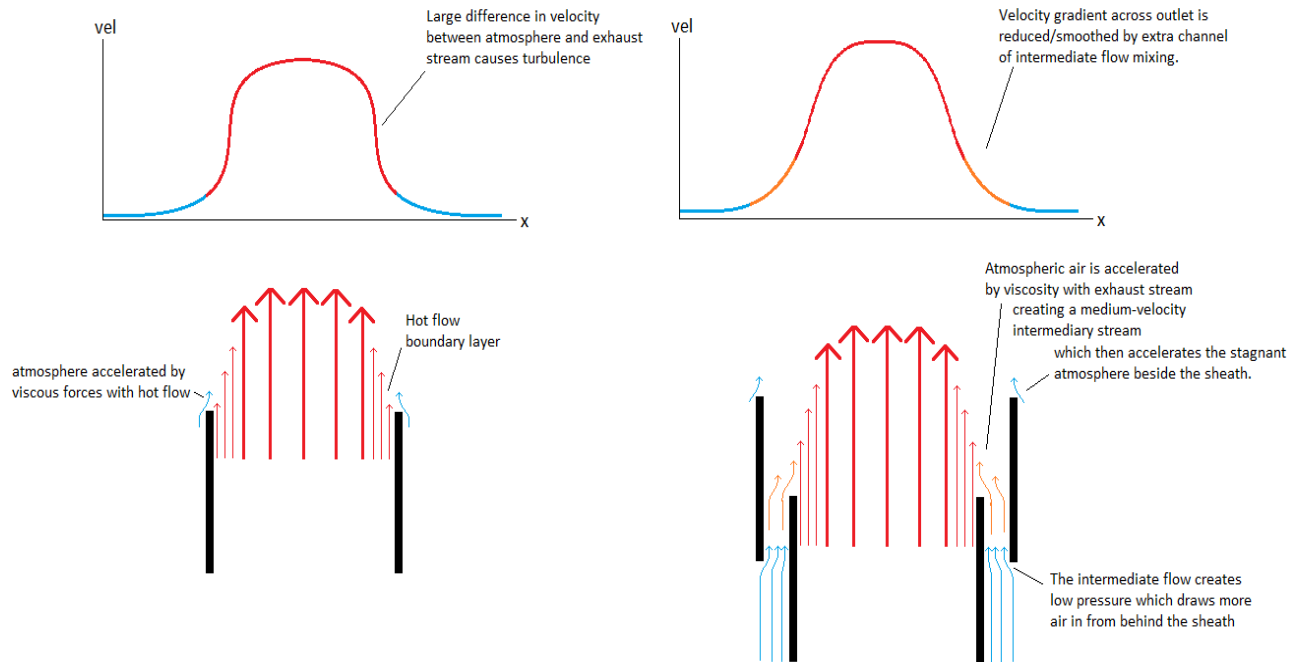 vel
Large difference in velocity
between atmosphere and exhaust
stream causes turbulence
x
vel
Velocity gradient across outlet is
reduced/smoothed by extra channel
of intermediate flow mixing.
x
atmosphere accelerated by
viscous forces with hot flow
Hot flow
boundary layer
Atmospheric air is accelerated
by viscosity with exhaust stream
creating a medium-velocity
intermediary stream
which then accelerates the stagnant
atmosphere beside the sheath.
The intermediate flow creates
low pressure which draws more
air in from behind the sheath